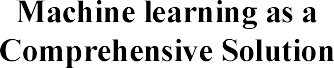 Machine learning as a
Comprehensive Solution